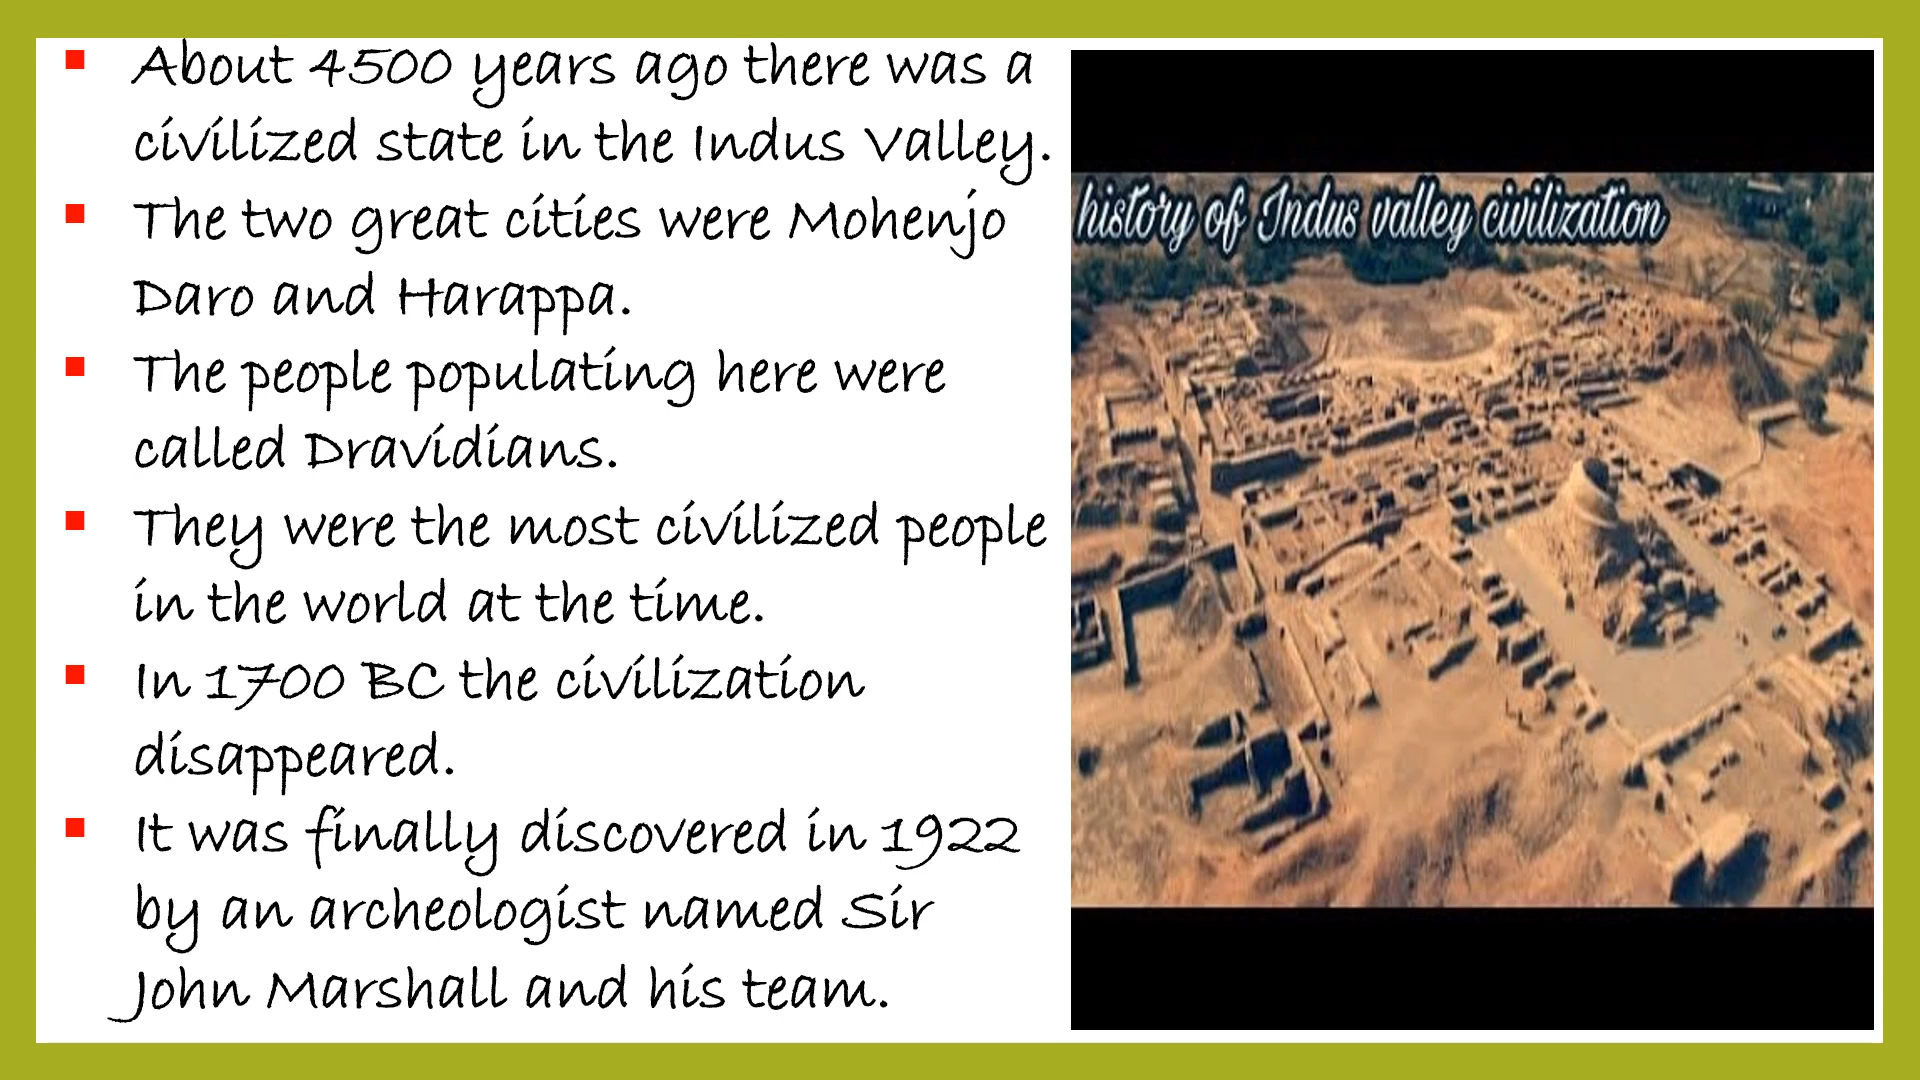 About 4500 years ago there was a
civilized state in the Indus Valley.
The two great cities were Mohenjo
Daro and Harappa.
The people populating here were
called Dravidians.
They were the most civilized people
in the world at the time.
In 1700 BC the civilization
disappeared.
It was finally discovered in 1922
by an archeologist named Sir
John Marshall and his team.
history of Indus valley civilization